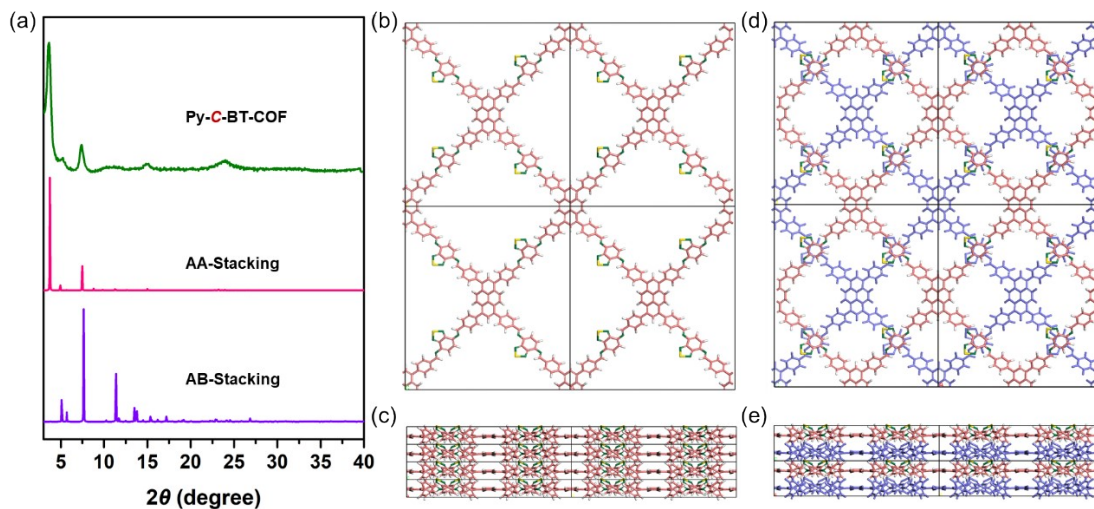 (a)
Py-C-BT-COF
AA-Stacking
AB-Stacking
5 10 15 20 25 30 35 40
2θ (degree)
(b)
(c)
(d)
(e)